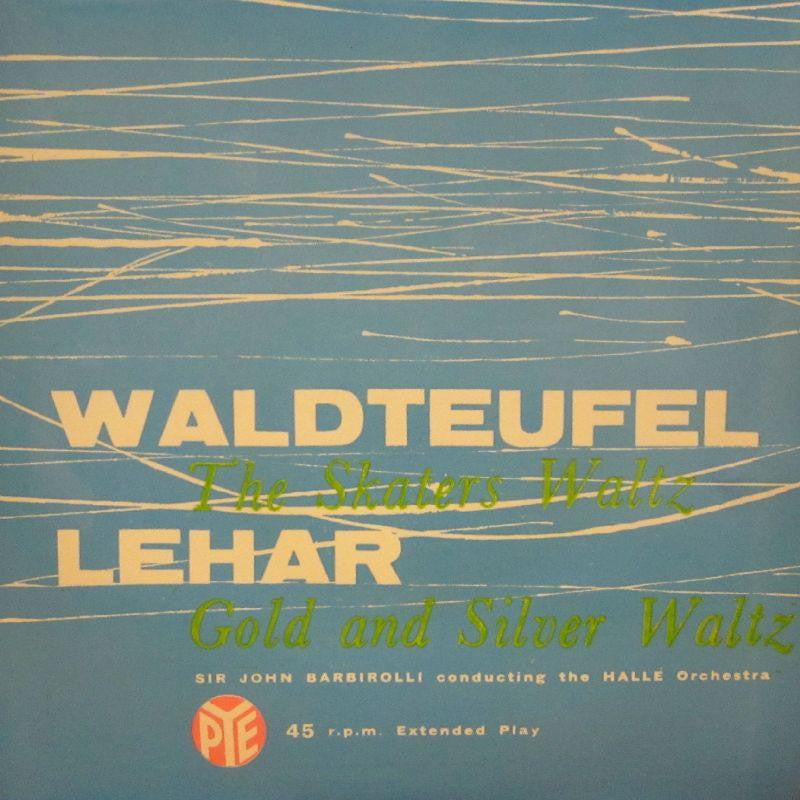 WALDTEUFEL
The Skaters Waltz
LEHAR
Gold and Silver Waltz
SIR JOHN BARBIROLLI conducting the HALLÉ Orchestra
PYE 45 r.p.m. Extended Play